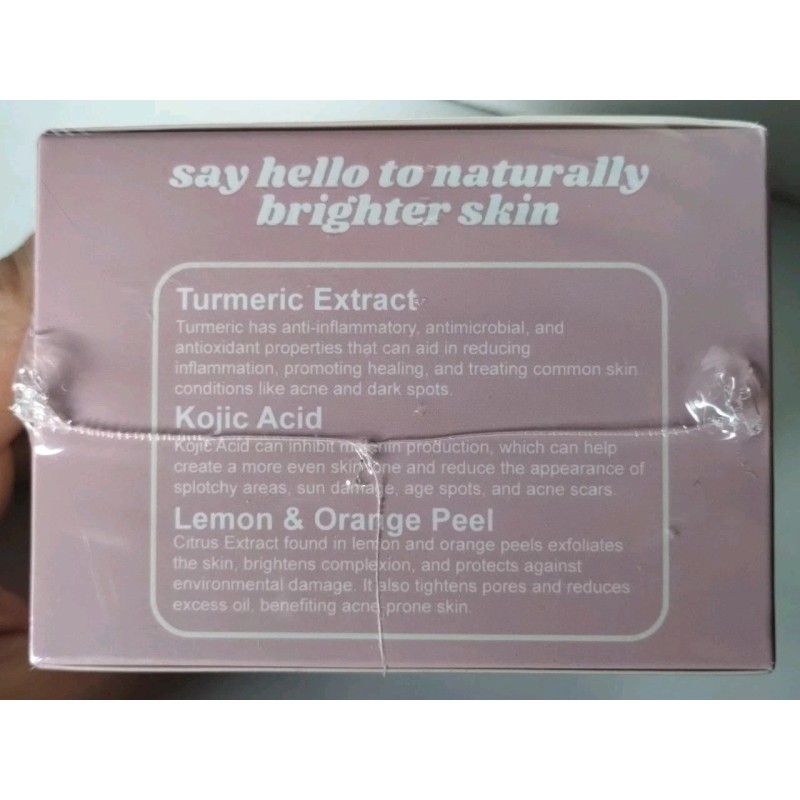 say hello to naturally
brighter skin
Turmeric Extract
Turmeric has anti-inflammatory, antimicrobial, and
antioxidant properties that can aid in reducing
inflammation, promoting healing, and treating common skin
conditions like acne and dark spots.
Kojic Acid
Kojic Acid can inhibit melanin production, which can help
create a more even skin tone and reduce the appearance of
splotchy areas, sun damage, age spots, and acne scars.
Lemon & Orange Peel
Citrus Extract found in lemon and orange peels exfoliates
the skin, brightens complexion, and protects against
environmental damage. It also tightens pores and reduces
excess oil, benefiting acne-prone skin.